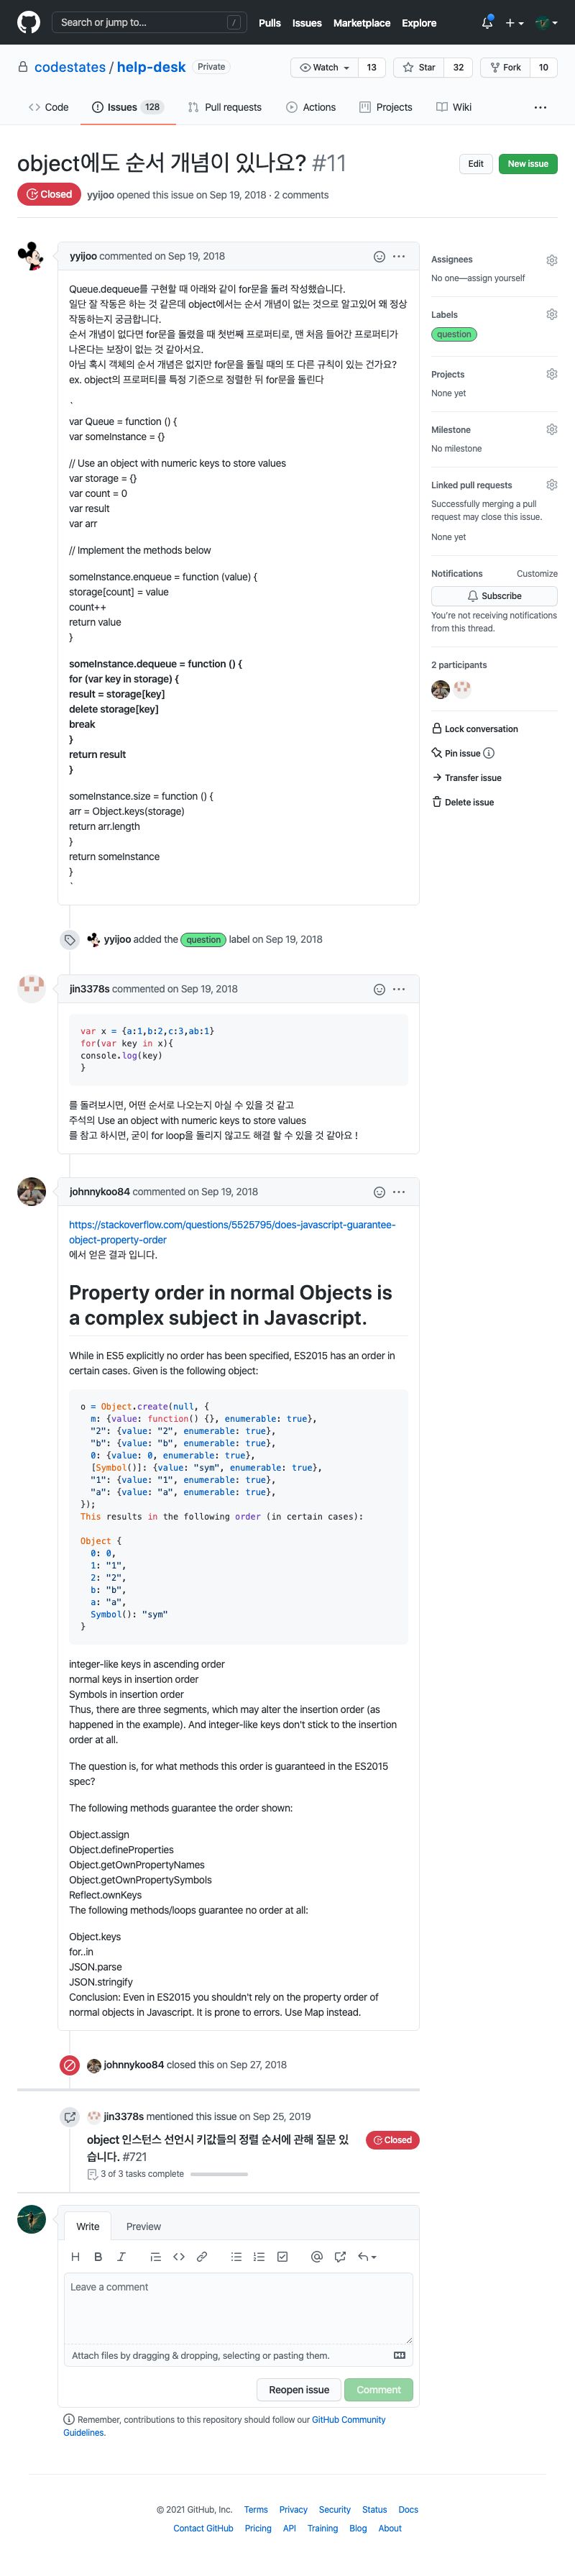 Search or jump to... /
Pulls Issues Marketplace Explore
codestates / help-desk Private
Watch 13 Star 32 Fork 10
Code Issues 128 Pull requests Actions Projects Wiki ...
object에도 순서 개념이 있나요? #11
Edit New issue
Closed yyijoo opened this issue on Sep 19, 2018 · 2 comments
yyijoo commented on Sep 19, 2018
Queue.dequeue를 구현할 때 아래와 같이 for문을 돌려 작성했습니다.
일단 잘 작동은 하는 것 같은데 object에서는 순서 개념이 없는 것으로 알고있어 왜 정상
작동하는지 궁금합니다.
순서 개념이 없다면 for문을 돌렸을 때 첫번째 프로퍼티로, 맨 처음 들어간 프로퍼티가
나온다는 보장이 없는 것 같아서요.
아님 혹시 객체의 순서 개념은 없지만 for문을 돌릴 때의 또 다른 규칙이 있는 건가요?
ex. object의 프로퍼티를 특정 기준으로 정렬한 뒤 for문을 돌린다
`
var Queue = function () {
var someInstance = {}
// Use an object with numeric keys to store values
var storage = {}
var count = 0
var result
var arr
// Implement the methods below
someInstance.enqueue = function (value) {
storage[count] = value
count++
return value
}
someInstance.dequeue = function () {
for (var key in storage) {
result = storage[key]
delete storage[key]
break
}
return result
}
someInstance.size = function () {
arr = Object.keys(storage)
return arr.length
}
return someInstance
}
`
Assignees
No one—assign yourself
Labels
question
Projects
None yet
Milestone
No milestone
Linked pull requests
Successfully merging a pull
request may close this issue.
None yet
Notifications Customize
Subscribe
You're not receiving notifications
from this thread.
2 participants
Lock conversation
Pin issue
Transfer issue
Delete issue
yyijoo added the question label on Sep 19, 2018
jin3378s commented on Sep 19, 2018
var x = {a:1,b:2,c:3,ab:1}
for(var key in x){
console.log(key)
}
를 돌려보시면, 어떤 순서로 나오는지 아실 수 있을 것 같고
주석의 Use an object with numeric keys to store values
를 참고 하시면, 굳이 for loop을 돌리지 않고도 해결 할 수 있을 것 같아요 !
johnnykoo84 commented on Sep 19, 2018
https://stackoverflow.com/questions/5525795/does-javascript-guarantee-
object-property-order
에서 얻은 결과 입니다.
Property order in normal Objects is
a complex subject in Javascript.
While in ES5 explicitly no order has been specified, ES2015 has an order in
certain cases. Given is the following object:
o = Object.create(null, {
m: {value: function() {}, enumerable: true},
"2": {value: "2", enumerable: true},
"b": {value: "b", enumerable: true},
0: {value: 0, enumerable: true},
[Symbol()]: {value: "sym", enumerable: true},
"1": {value: "1", enumerable: true},
"a": {value: "a", enumerable: true},
});
This results in the following order (in certain cases):
Object {
0: 0,
1: "1",
2: "2",
b: "b",
a: "a",
Symbol(): "sym"
}
integer-like keys in ascending order
normal keys in insertion order
Symbols in insertion order
Thus, there are three segments, which may alter the insertion order (as
happened in the example). And integer-like keys don't stick to the insertion
order at all.
The question is, for what methods this order is guaranteed in the ES2015
spec?
The following methods guarantee the order shown:
Object.assign
Object.defineProperties
Object.getOwnPropertyNames
Object.getOwnPropertySymbols
Reflect.ownKeys
The following methods/loops guarantee no order at all:
Object.keys
for..in
JSON.parse
JSON.stringify
Conclusion: Even in ES2015 you shouldn't rely on the property order of
normal objects in Javascript. It is prone to errors. Use Map instead.
johnnykoo84 closed this on Sep 27, 2018
jin3378s mentioned this issue on Sep 25, 2019
object 인스턴스 선언시 키값들의 정렬 순서에 관해 질문 있
습니다. #721
Closed
3 of 3 tasks complete
Write Preview
H B I @
Leave a comment
Attach files by dragging & dropping, selecting or pasting them.
Reopen issue Comment
Remember, contributions to this repository should follow our GitHub Community
Guidelines.
© 2021 GitHub, Inc. Terms Privacy Security Status Docs
Contact GitHub Pricing API Training Blog About